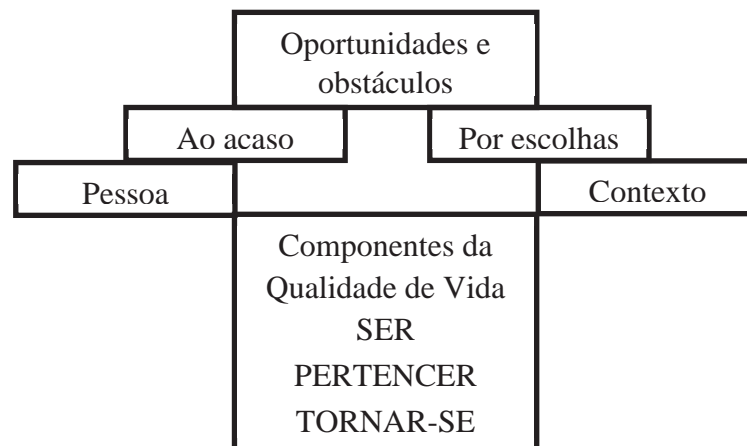 Oportunidades e
obstáculos
Ao acaso
Por escolhas
Pessoa
Contexto
Componentes da
Qualidade de Vida
SER
PERTENCER
TORNAR-SE